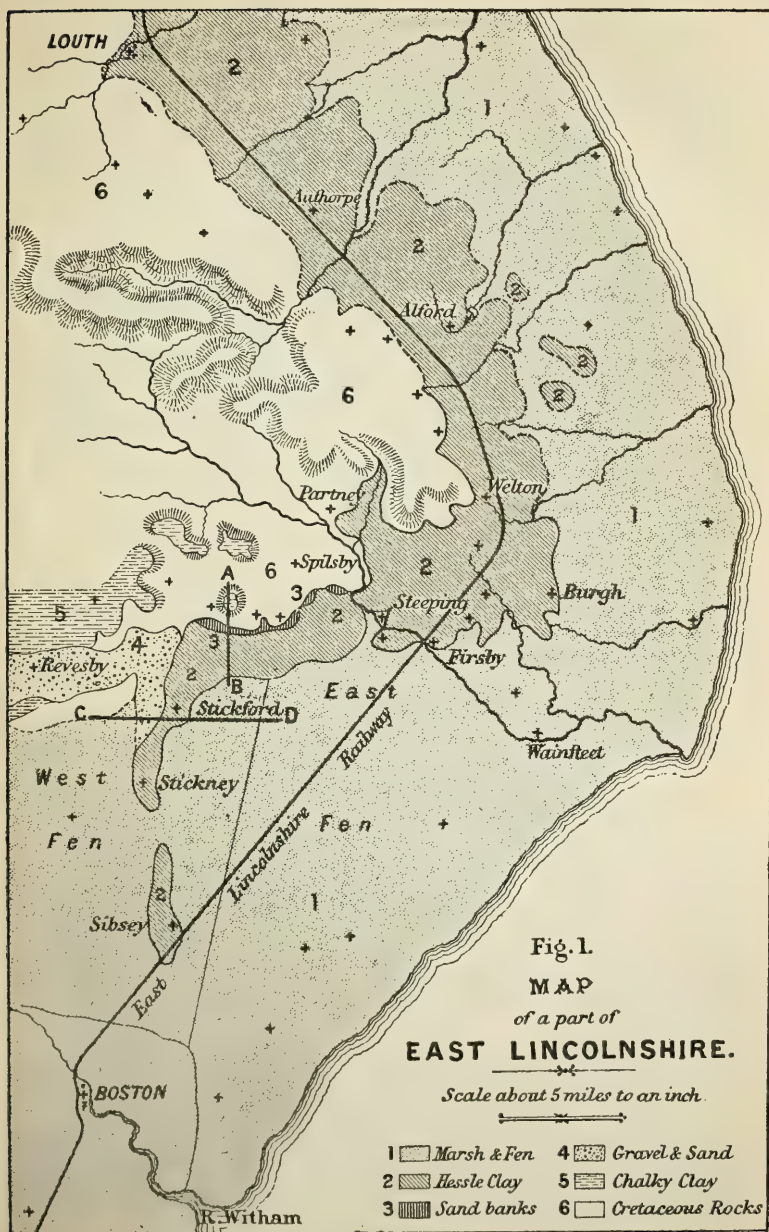 LOUTH
2
1
6
Authorpe
2
Alford
2
2
2
6
Partney
Welton
1
6
Spilsby
A
3
2
Burgh
5
Steeping
4
3
2
Revesby
2
Firsby
B
East
C
Stickford
D
Wainfleet
West
Stickney
Railway
Fen
Fen
Lincolnshire
2
1
Sibsey
East
Fig. 1.
MAP
of a part of
EAST LINCOLNSHIRE.
Scale about 5 miles to an inch.
BOSTON
1 Marsh & Fen
2 Hessle Clay
3 Sand banks
4 Gravel & Sand
5 Chalky Clay
6 Cretaceous Rocks
R. Witham